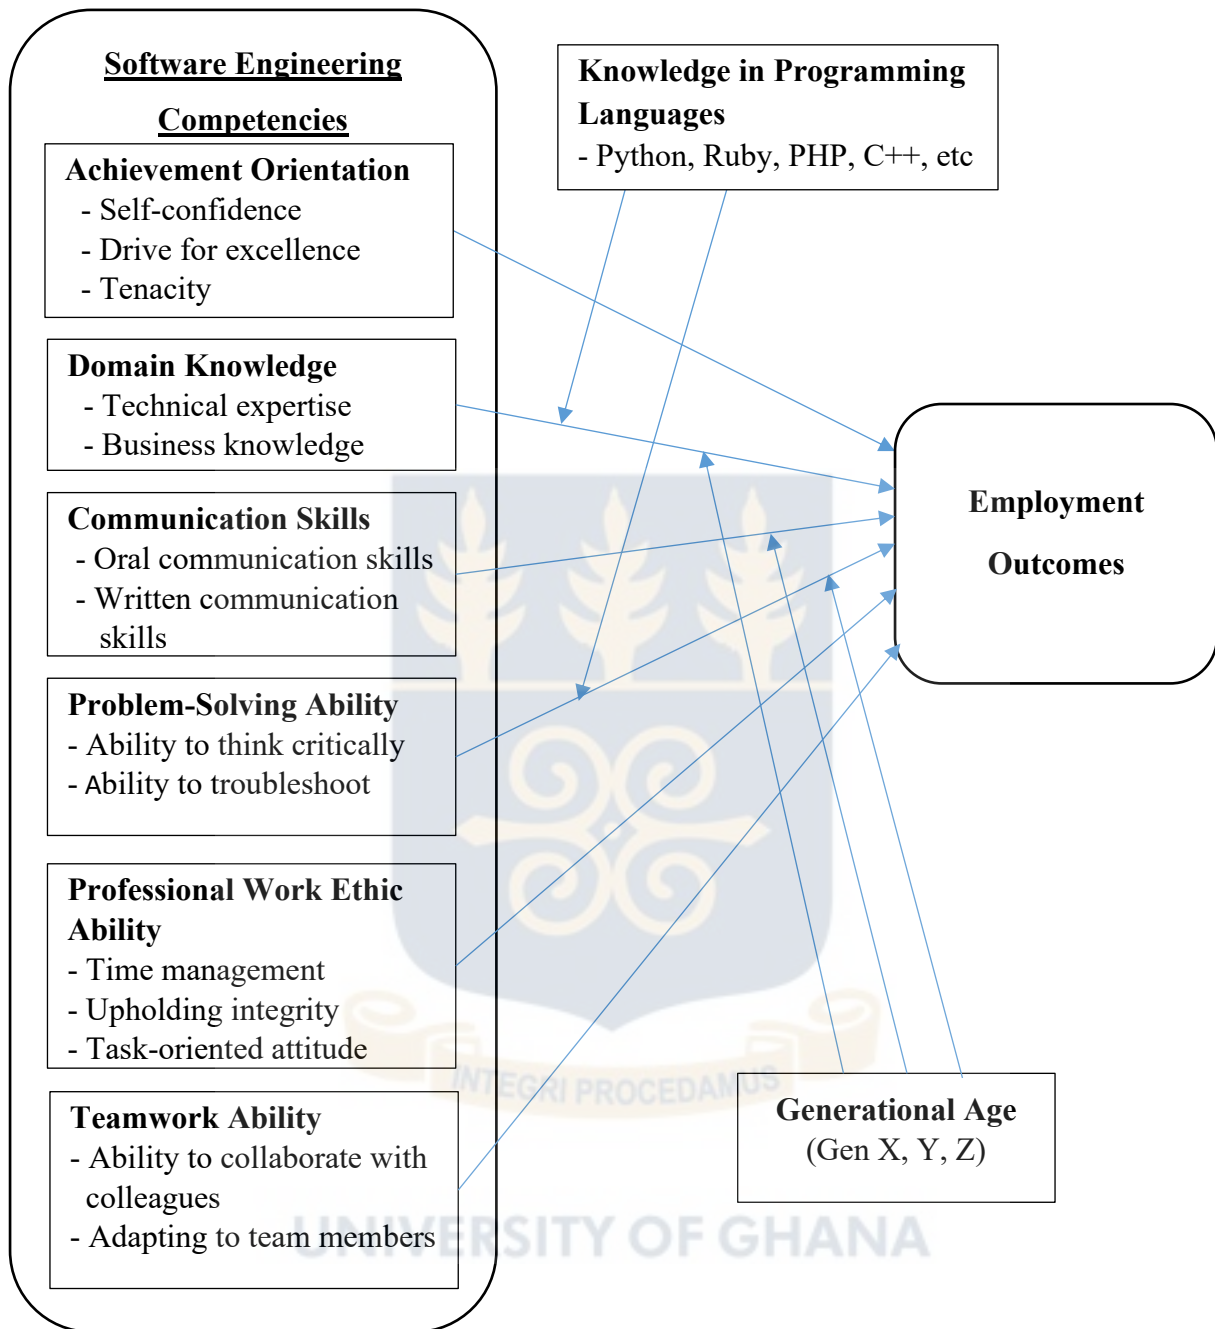 Software Engineering
Competencies
Achievement Orientation
- Self-confidence
- Drive for excellence
- Tenacity
Domain Knowledge
- Technical expertise
- Business knowledge
Communication Skills
- Oral communication skills
- Written communication
skills
Problem-Solving Ability
- Ability to think critically
- Ability to troubleshoot
Professional Work Ethic
Ability
- Time management
- Upholding integrity
- Task-oriented attitude
Teamwork Ability
- Ability to collaborate with
colleagues
- Adapting to team members
Knowledge in Programming
Languages
- Python, Ruby, PHP, C++, etc
Employment
Outcomes
Generational Age
(Gen X, Y, Z)
INTEGRI PROCEDAMUS
UNIVERSITY OF GHANA